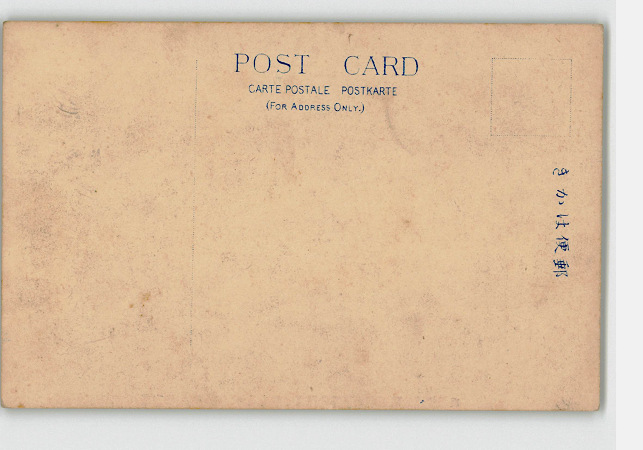 POST CARD
CARTE POSTALE POSTKARTE
(FOR ADDRESS ONLY.)
きかは便郵